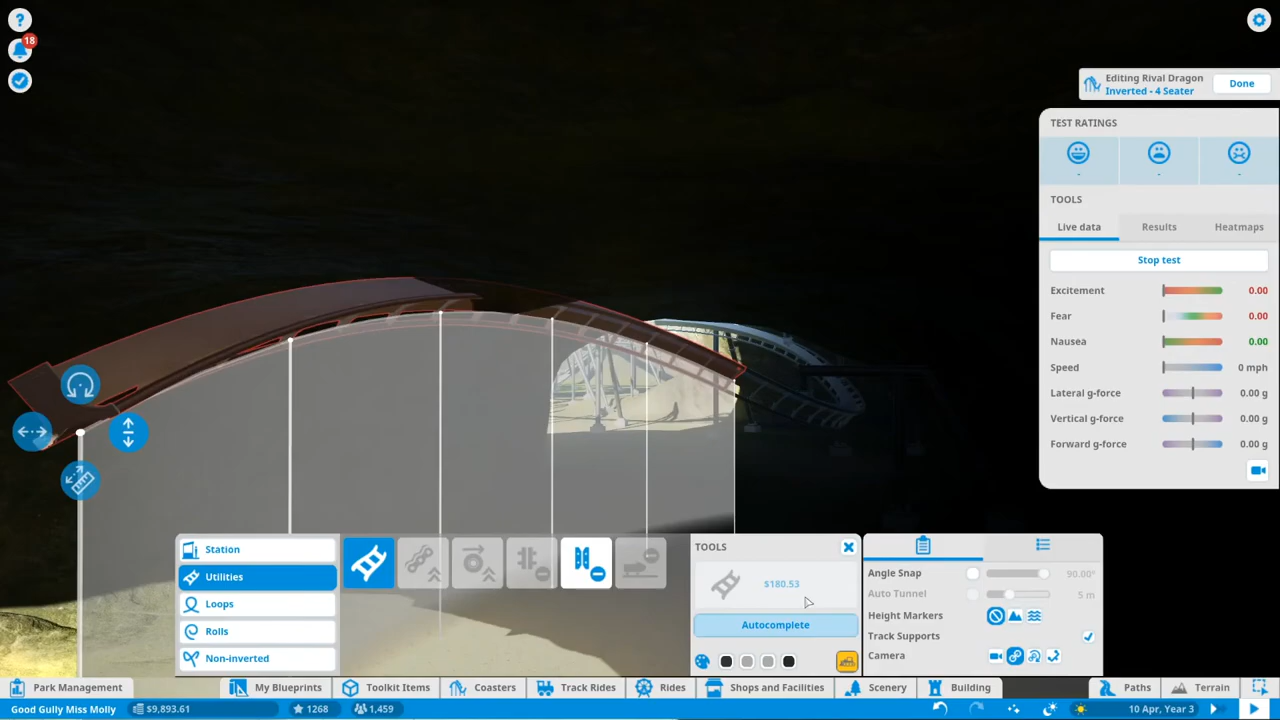 ?
18
Editing Rival Dragon
Inverted - 4 Seater
Done
TEST RATINGS
- - -
TOOLS
Live data Results Heatmaps
Stop test
Excitement 0.00
Fear 0.00
Nausea 0.00
Speed 0 mph
Lateral g-force 0.00 g
Vertical g-force 0.00 g
Forward g-force 0.00 g
Station
Utilities
Loops
Rolls
Non-inverted
TOOLS
$180.53
Autocomplete
Angle Snap 90.00°
Auto Tunnel 5 m
Height Markers
Track Supports
Camera
Park Management My Blueprints Toolkit Items Coasters Track Rides Rides Shops and Facilities Scenery Building Paths Terrain
Good Gully Miss Molly $9,893.61 1268 1,459 10 Apr, Year 3